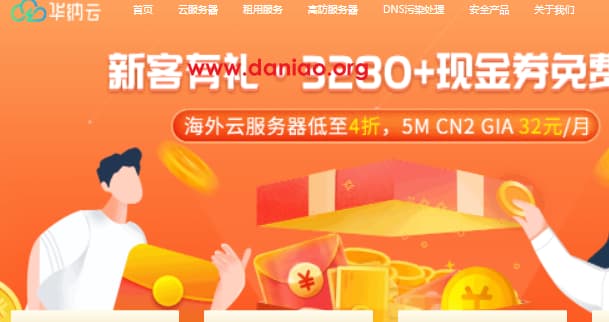 华纳云 首页 云服务器 租用服务 高防服务器 DNS污染处理 安全产品 关于我们
新客有礼 3280+现金券免费
www.daniao.org
海外云服务器低至4折，5M CN2 GIA 32元/月